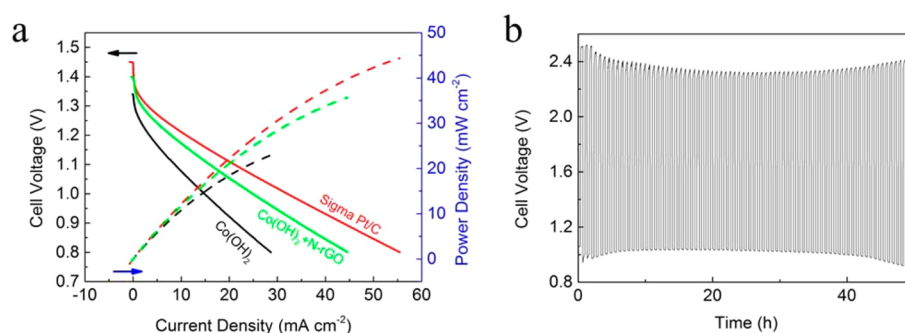 a
1.5
1.4
1.3
1.2
1.1
1.0
0.9
0.8
0.7
Cell Voltage (V)
-10 0 10 20 30 40 50 60
Current Density (mA cm⁻²)
50
40
30
20
10
0
Power Density (mW cm⁻²)
Sigma Pt/C
Co(OH)₂+N-rGO
Co(OH)₂
b
2.4
2.0
1.6
1.2
0.8
Cell Voltage (V)
0 20 40
Time (h)